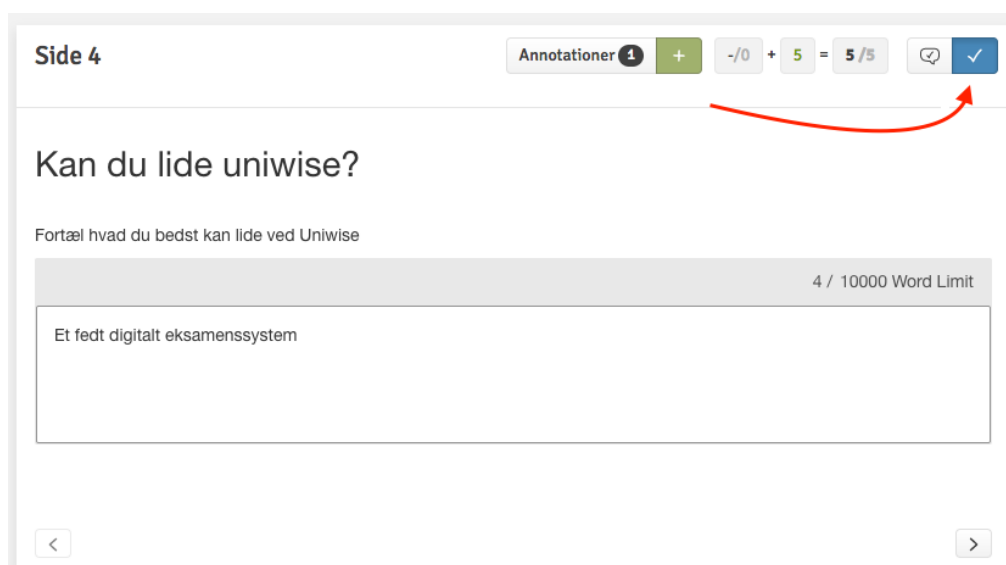 Side 4
Annotationer 1 + -/0 + 5 = 5/5
Kan du lide uniwise?
Fortæl hvad du bedst kan lide ved Uniwise
4 / 10000 Word Limit
Et fedt digitalt eksamenssystem